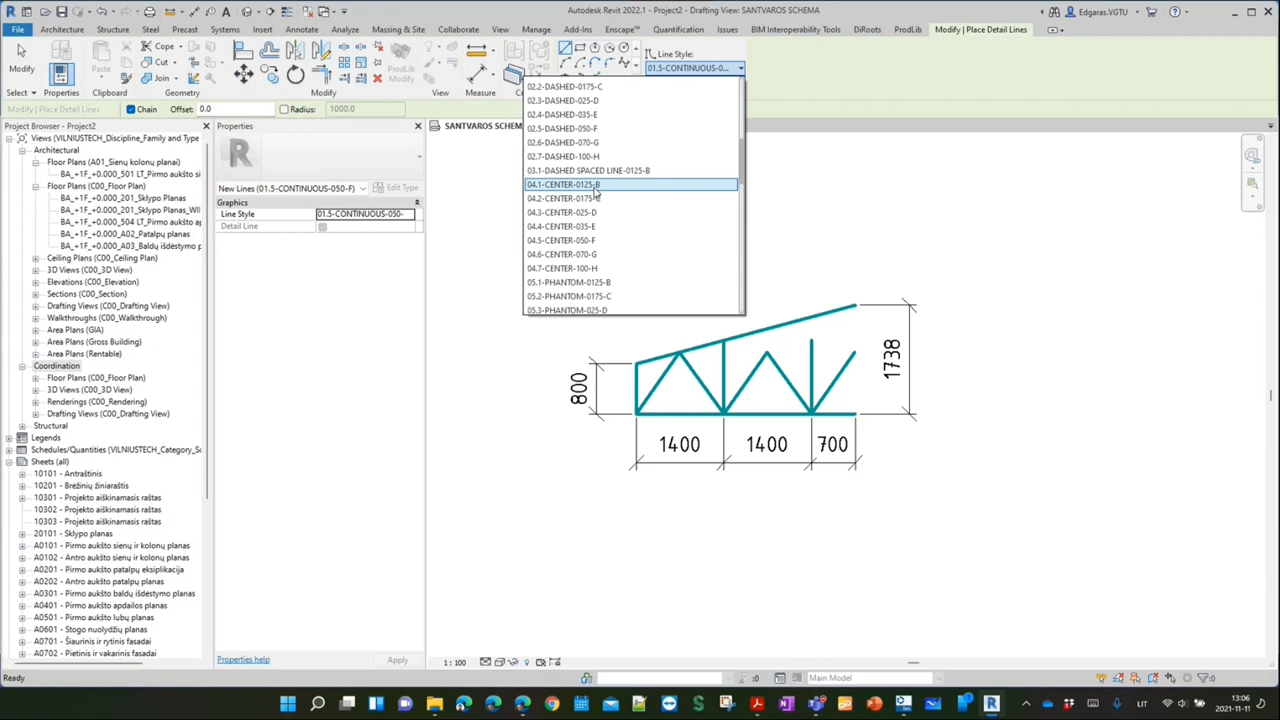 Autodesk Revit 2022.1 - Project2 - Drafting View: SANTVAROS SCHEMA
Edgaras.VGTU
File Architecture Structure Steel Precast Systems Insert Annotate Analyze Massing & Site Collaborate View Manage Add-Ins Enscape™ Quantification Issues BIM Interoperability Tools DiRoots ProdLib Modify | Place Detail Lines
Cope
Cut
Join
Modify
Paste
ProdLib
Modify
Line Style:
01.5-CONTINUOUS-0...
Select Properties Clipboard Geometry Modify View Measure
Modify | Place Detail Lines Chain Offset: 0.0 Radius: 1000.0
Project Browser - Project2
Views (VILNIUSTECH_Discipline_Family and Type
Architectural
Floor Plans (A01_Sienų kolonų planai)
BA_+1F_+0.000_501 LT_Pirmo aukšto si
Floor Plans (C00_Floor_Plan)
BA_+1F_+0.000_201_Sklypo Planas
BA_+1F_+0.000_201_Sklypo Planas_WI
BA_+1F_+0.000_504 LT_Pirmo aukšto ap
BA_+1F_+0.000_A02_Patalpų planas
BA_+1F_+0.000_A03_Baldų išdėstymo p
Ceiling Plans (C00_Ceiling Plan)
3D Views (C00_3D View)
Elevations (C00_Elevation)
Sections (C00_Section)
Drafting Views (C00_Drafting View)
Walkthroughs (C00_Walkthrough)
Area Plans (GIA)
Area Plans (Gross Building)
Area Plans (Rentable)
Coordination
Floor Plans (C00_Floor_Plan)
3D Views (C00_3D View)
Renderings (C00_Rendering)
Drafting Views (C00_Drafting View)
Structural
Legends
Schedules/Quantities (VILNIUSTECH_Category_Sc
Sheets (all)
10101 - Antraštinis
10201 - Brėžinių žiniaraštis
10301 - Projekto aiškinamasis raštas
10302 - Projekto aiškinamasis raštas
10303 - Projekto aiškinamasis raštas
20101 - Sklypo planas
A0101 - Pirmo aukšto sienų ir kolonų planas
A0102 - Antro aukšto sienų ir kolonų planas
A0201 - Pirmo aukšto patalpų eksiplikacija
A0202 - Antro aukšto patalpų planas
A0301 - Pirmo aukšto baldų išdėstymo planas
A0401 - Pirmo aukšto apdailos planas
A0501 - Pirmo aukšto lubų planas
A0601 - Stogo nuolydžių planas
A0701 - Šiaurinis ir rytinis fasadai
A0702 - Pietinis ir vakarinis fasadai
Properties
R
New Lines (01.5-CONTINUOUS-050-F)
Edit Type
Graphics
Line Style 01.5-CONTINUOUS-050-
Detail Line
Properties help Apply
SANTVAROS SCHEM
02.2-DASHED-0175-C
02.3-DASHED-025-D
02.4-DASHED-035-E
02.5-DASHED-050-F
02.6-DASHED-070-G
02.7-DASHED-100-H
03.1-DASHED SPACED LINE-0125-B
04.1-CENTER-0125-B
04.2-CENTER-0175-C
04.3-CENTER-025-D
04.4-CENTER-035-E
04.5-CENTER-050-F
04.6-CENTER-070-G
04.7-CENTER-100-H
05.1-PHANTOM-0125-B
05.2-PHANTOM-0175-C
05.3-PHANTOM-025-D
800
1738
1400 1400 700
1 : 100
Ready
:0
Main Model
:0
LIT
13:06
2021-11-11